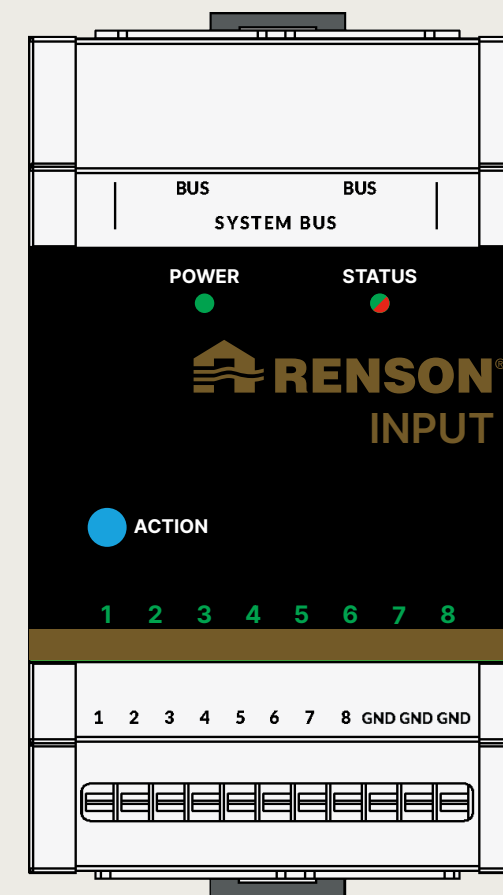 BUS BUS
SYSTEM BUS
POWER STATUS
RENSON®
INPUT
ACTION
1 2 3 4 5 6 7 8
1 2 3 4 5 6 7 8 GND GND GND